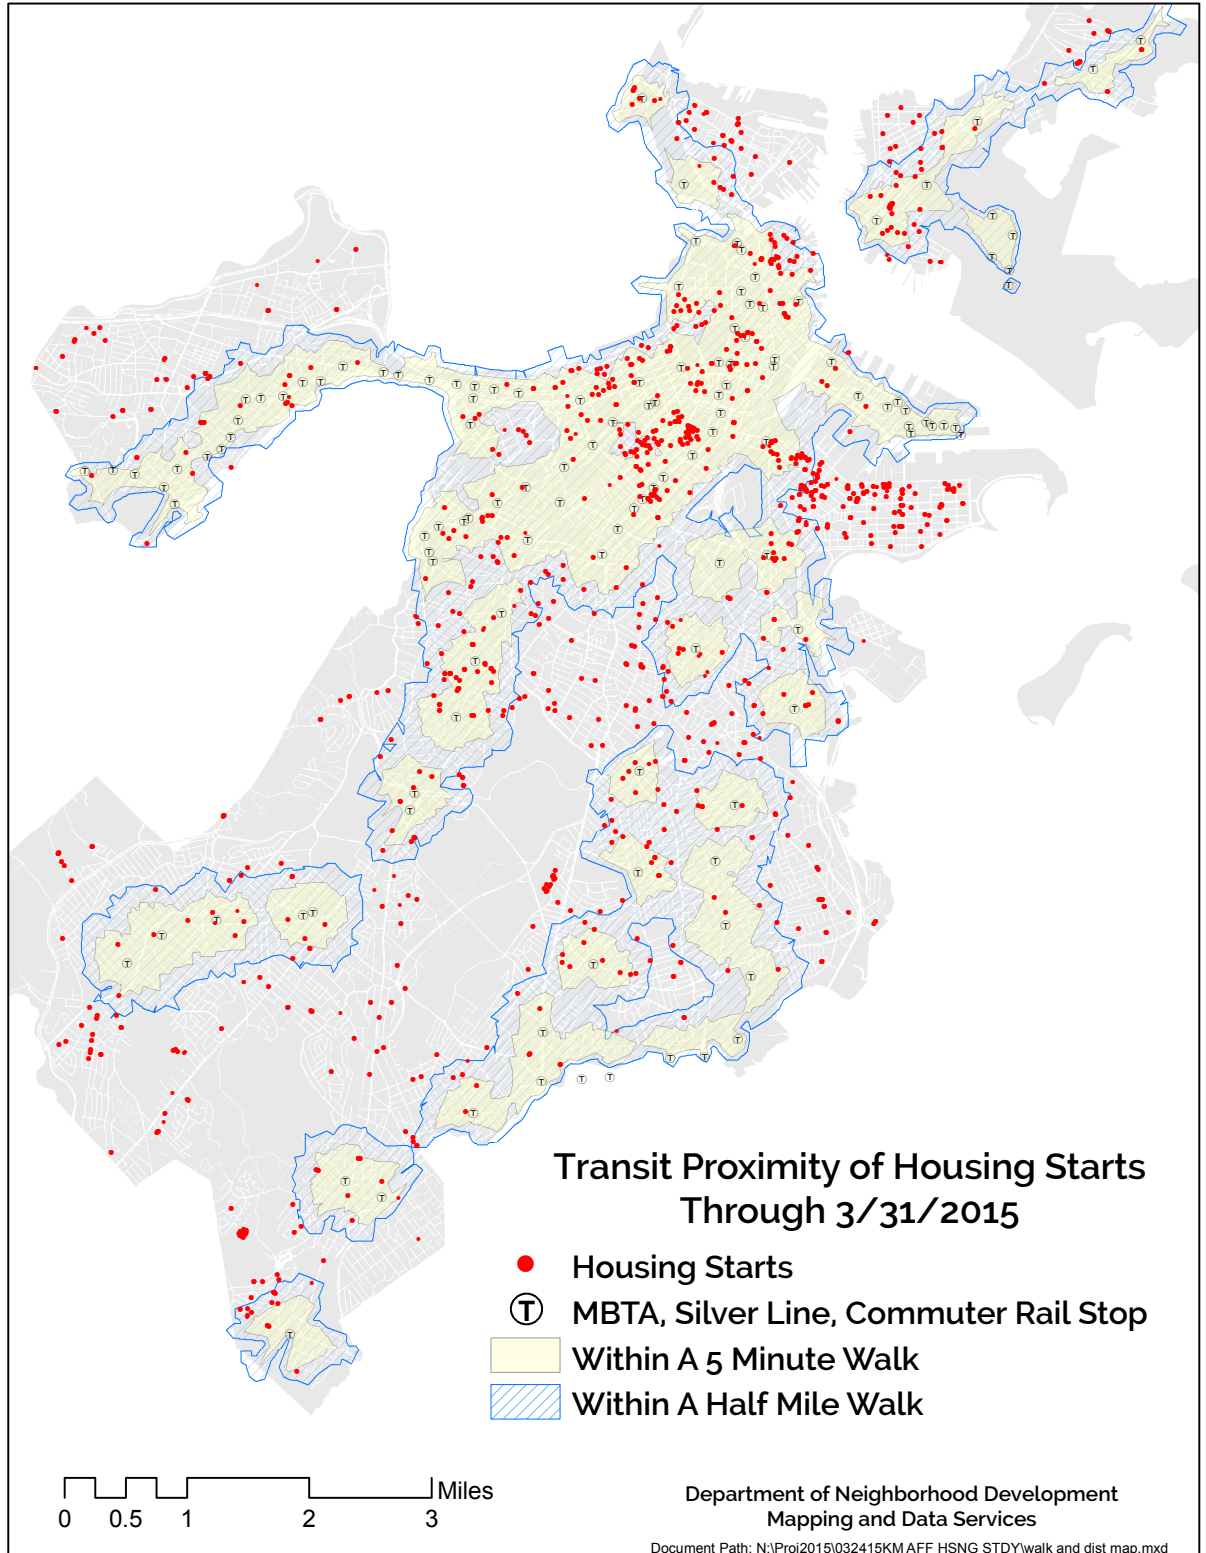 Transit Proximity of Housing Starts
Through 3/31/2015
Housing Starts
T MBTA, Silver Line, Commuter Rail Stop
Within A 5 Minute Walk
Within A Half Mile Walk
Miles
0 0.5 1 2 3
Department of Neighborhood Development
Mapping and Data Services
Document Path: N:\Proj2015\032415KM AFF HSNG STDY\walk and dist map.mxd